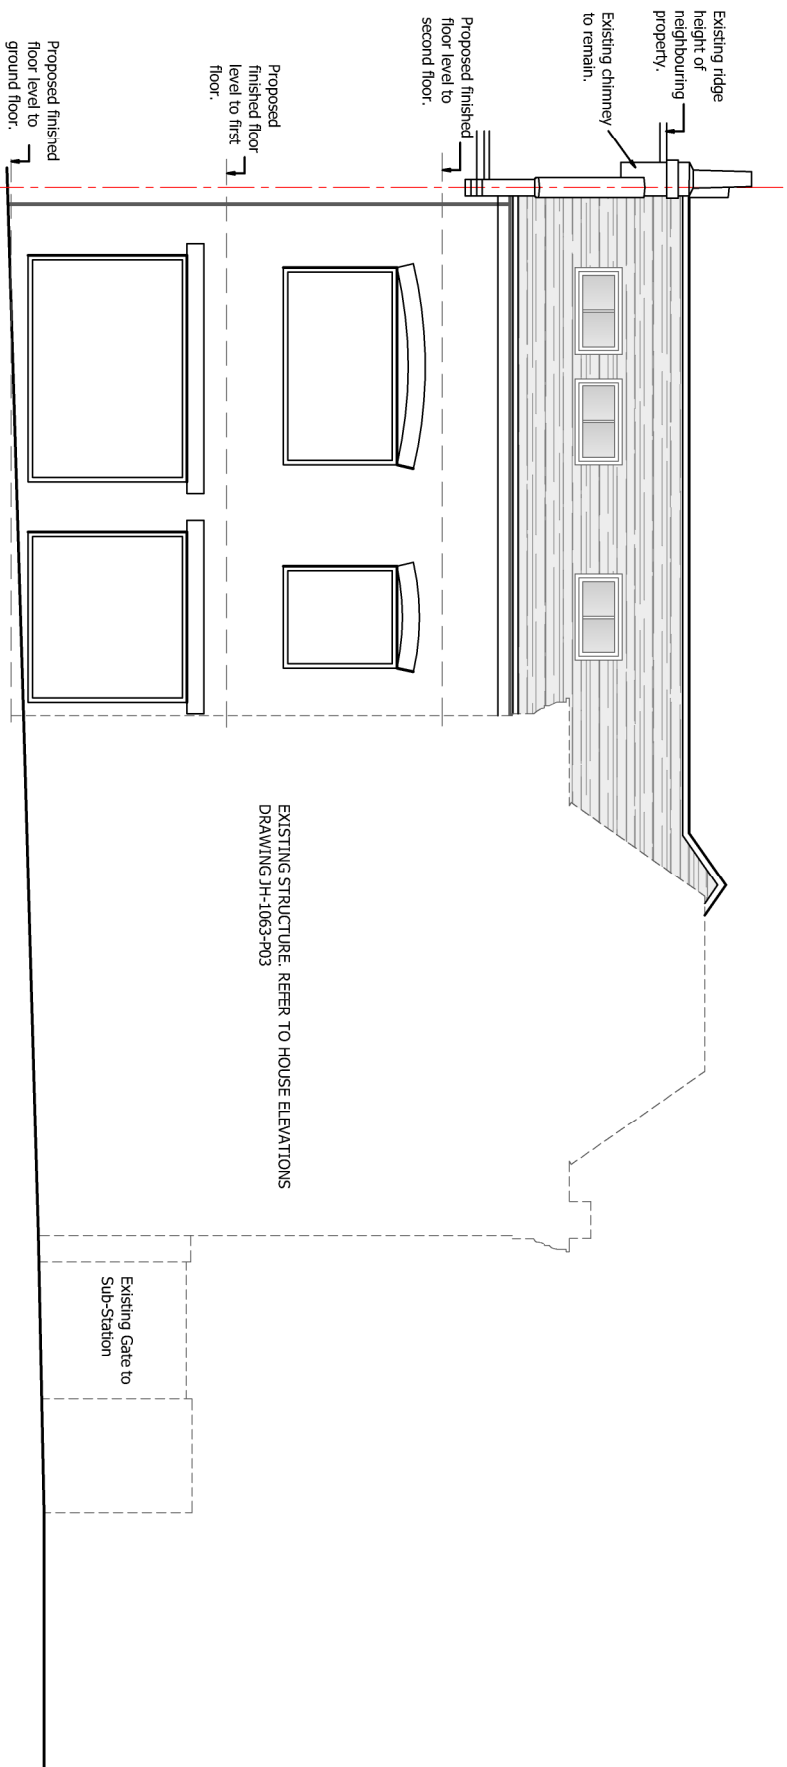 Existing ridge
height of
neighbouring
property.
Existing chimney
to remain.
Proposed finished
floor level to
second floor.
Proposed
finished floor
level to first
floor.
Proposed finished
floor level to
ground floor.
EXISTING STRUCTURE. REFER TO HOUSE ELEVATIONS
DRAWING JH-1063-P03
Existing Gate to
Sub-Station